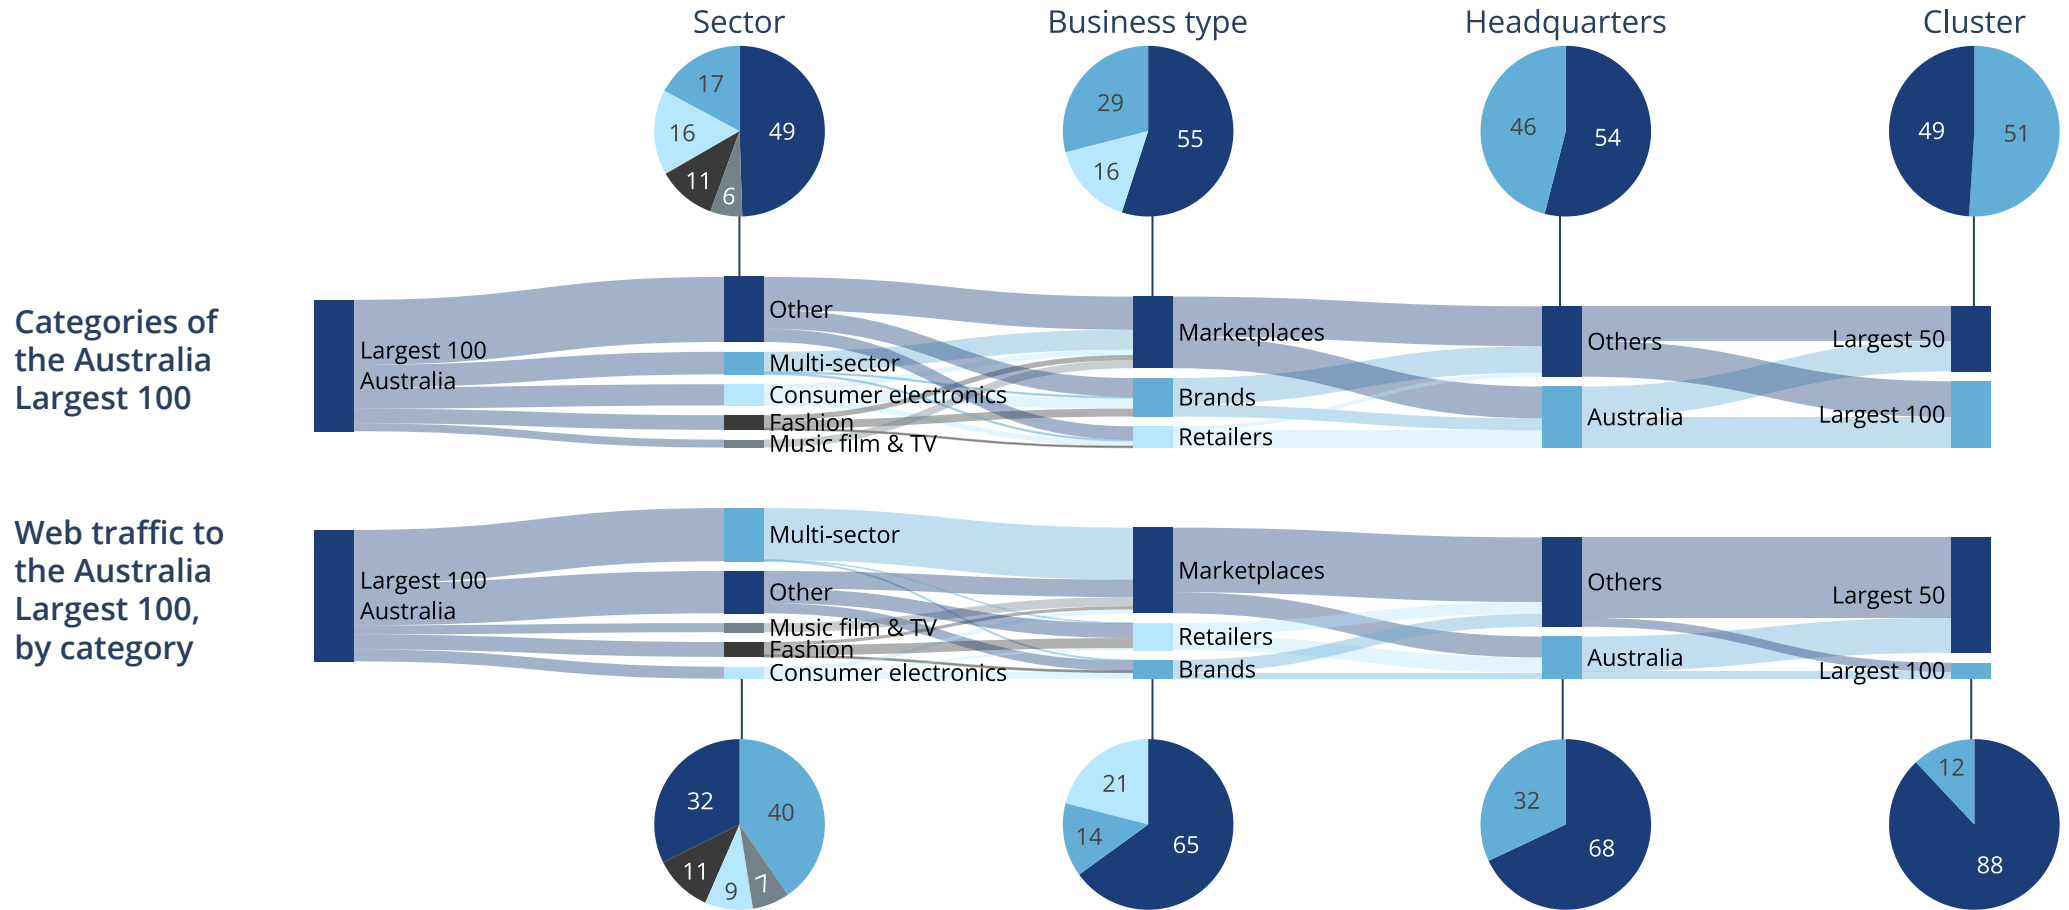 Sector
Business type
Headquarters
Cluster
17
49
16
11
6
29
55
16
46
54
49
51
Categories of
the Australia
Largest 100
Largest 100
Australia
Other
Multi-sector
Consumer electronics
Fashion
Music film & TV
Marketplaces
Brands
Retailers
Others
Australia
Largest 50
Largest 100
Web traffic to
the Australia
Largest 100,
by category
Largest 100
Australia
Multi-sector
Other
Music film & TV
Fashion
Consumer electronics
Marketplaces
Retailers
Brands
Others
Australia
Largest 50
Largest 100
32
40
11
9
7
21
14
65
32
68
12
88